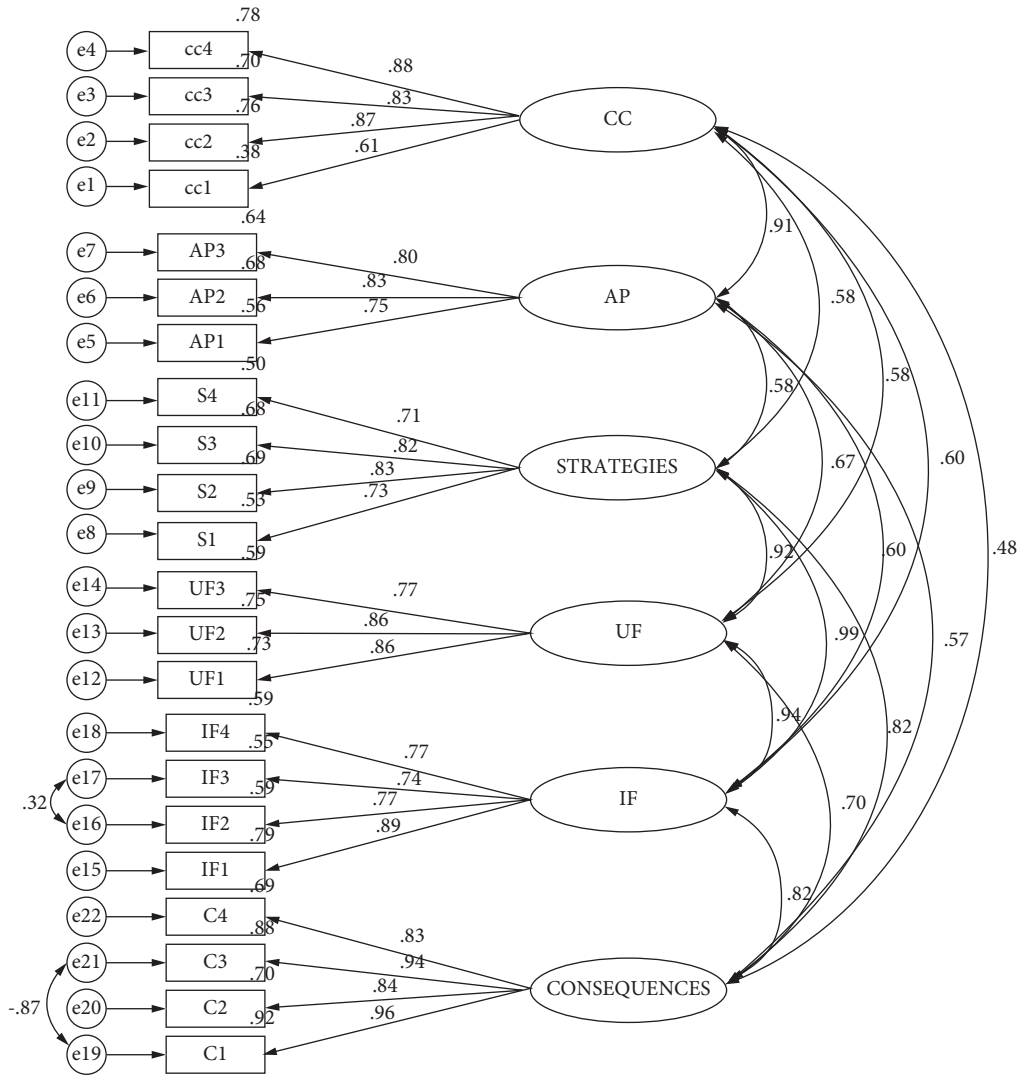 .78
e4 cc4 .88
.70
e3 cc3 .83 CC
.76
e2 cc2 .87
.38
e1 cc1 .61
.64
.91
e7 AP3 .80
.68
e6 AP2 .83 AP .58
.56
e5 AP1 .75
.50
.58 .58
e11 S4 .71
.68
e10 S3 .82
.69
STRATEGIES .67 .60
e9 S2 .83
.53
e8 S1 .73
.59
.92 .60 .48
e14 UF3 .77
.75
e13 UF2 .86 UF .99 .57
.73
e12 UF1 .86
.59
.94 .82
e18 IF4 .77
.55
e17 IF3 .74
.59
.32 IF .70
e16 IF2 .77
.79
e15 IF1 .89
.69
.82
e22 C4 .83
.88
e21 C3 .94
.70
CONSEQUENCES
-.87
e20 C2 .84
.92
e19 C1 .96